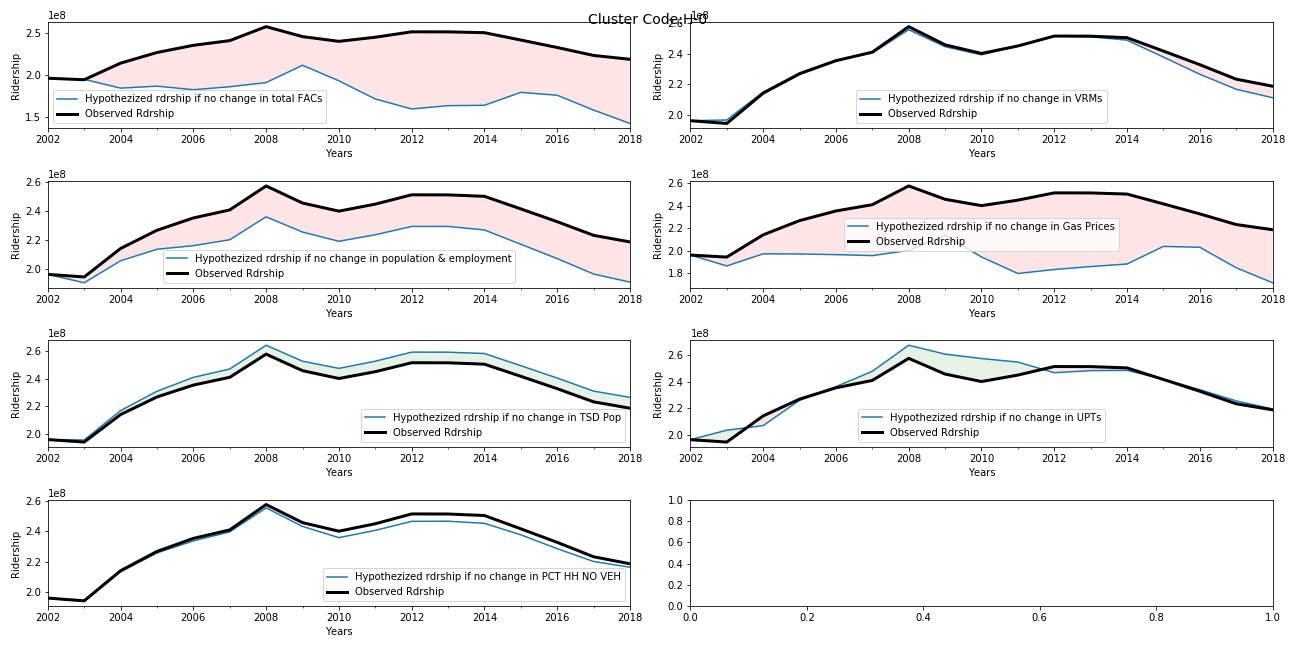 Cluster Code:H-0
1e8
2.5
2.0
1.5
Ridership
Hypothezized rdrship if no change in total FACs
Observed Rdrship
2002 2004 2006 2008 2010 2012 2014 2016 2018
Years
1e8
2.6
2.4
2.2
2.0
Ridership
Hypothezized rdrship if no change in VRMs
Observed Rdrship
2002 2004 2006 2008 2010 2012 2014 2016 2018
Years
1e8
2.6
2.4
2.2
2.0
Ridership
Hypothezized rdrship if no change in population & employment
Observed Rdrship
2002 2004 2006 2008 2010 2012 2014 2016 2018
Years
1e8
2.6
2.4
2.2
2.0
1.8
Ridership
Hypothezized rdrship if no change in Gas Prices
Observed Rdrship
2002 2004 2006 2008 2010 2012 2014 2016 2018
Years
1e8
2.6
2.4
2.2
2.0
Ridership
Hypothezized rdrship if no change in TSD Pop
Observed Rdrship
2002 2004 2006 2008 2010 2012 2014 2016 2018
Years
1e8
2.6
2.4
2.2
2.0
Ridership
Hypothezized rdrship if no change in UPTs
Observed Rdrship
2002 2004 2006 2008 2010 2012 2014 2016 2018
Years
1e8
2.6
2.4
2.2
2.0
Ridership
Hypothezized rdrship if no change in PCT HH NO VEH
Observed Rdrship
2002 2004 2006 2008 2010 2012 2014 2016 2018
Years
1.0
0.8
0.6
0.4
0.2
0.0
0.0 0.2 0.4 0.6 0.8 1.0